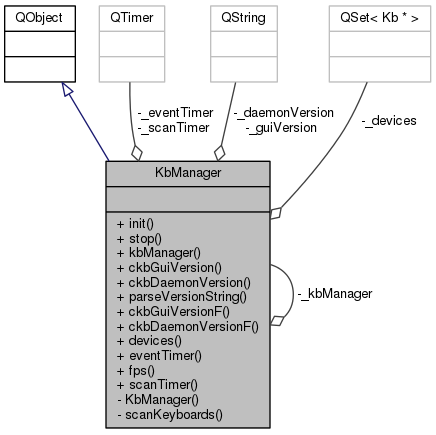 QObject
QTimer
QString
QSet< Kb * >
-_eventTimer
-_scanTimer
-_daemonVersion
-_guiVersion
-_devices
KbManager
+ init()
+ stop()
+ kbManager()
+ ckbGuiVersion()
+ ckbDaemonVersion()
+ parseVersionString()
+ ckbGuiVersionF()
+ ckbDaemonVersionF()
+ devices()
+ eventTimer()
+ fps()
+ scanTimer()
- KbManager()
- scanKeyboards()
-_kbManager